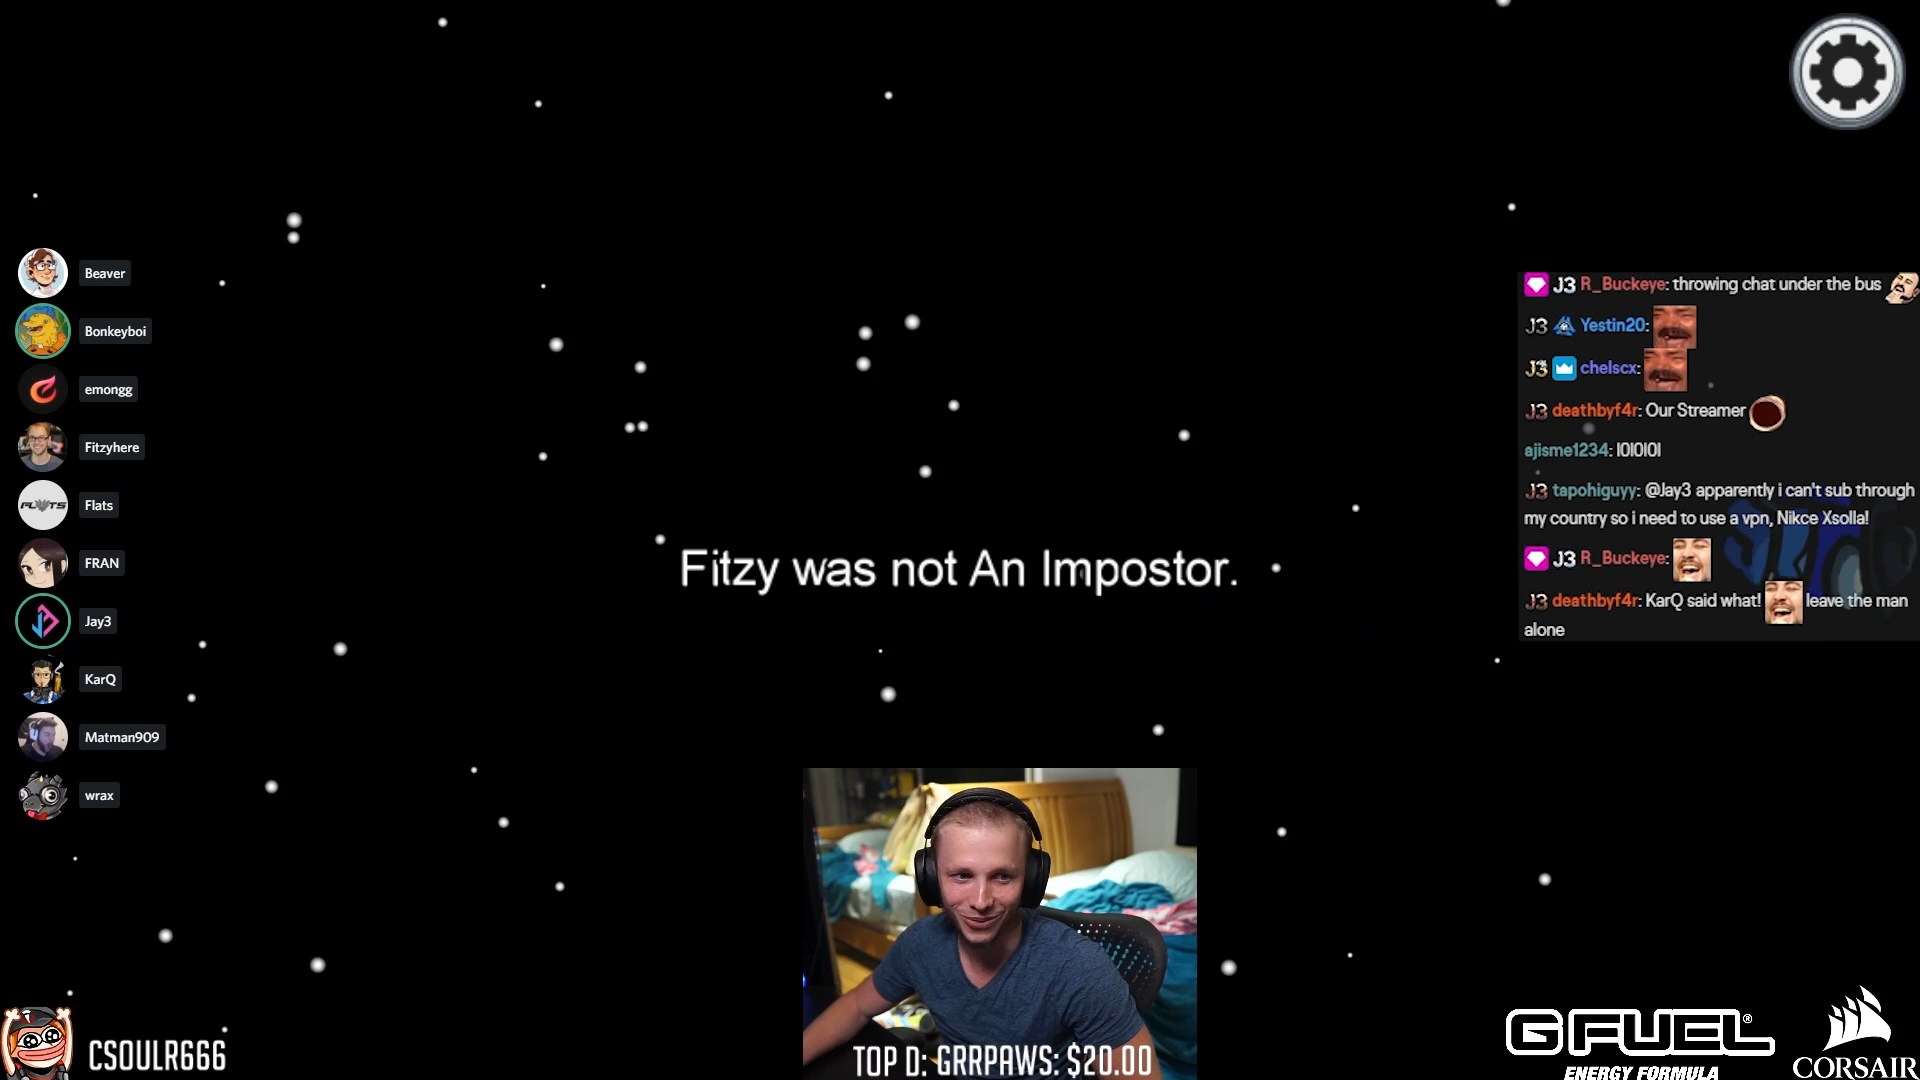 Beaver
Bonkeyboi
emongg
Fitzyhere
FLATS
Flats
FRAN
Jay3
KarQ
Matman909
wrax
Fitzy was not An Impostor.
J3 R_Buckeye: throwing chat under the bus
J3 Yestin20:
J3 chelscx:
J3 deathbyf4r: Our Streamer
ajisme1234: lOlOlOl
J3 tapohiguyy: @Jay3 apparently i can't sub through
my country so i need to use a vpn, Nikce Xsolla!
J3 R_Buckeye:
J3 deathbyf4r: KarQ said what! leave the man
alone
CSOULR666
TOP D: GRRPAWS: $20.00
G FUEL®
ENERGY FORMULA
CORSAIR